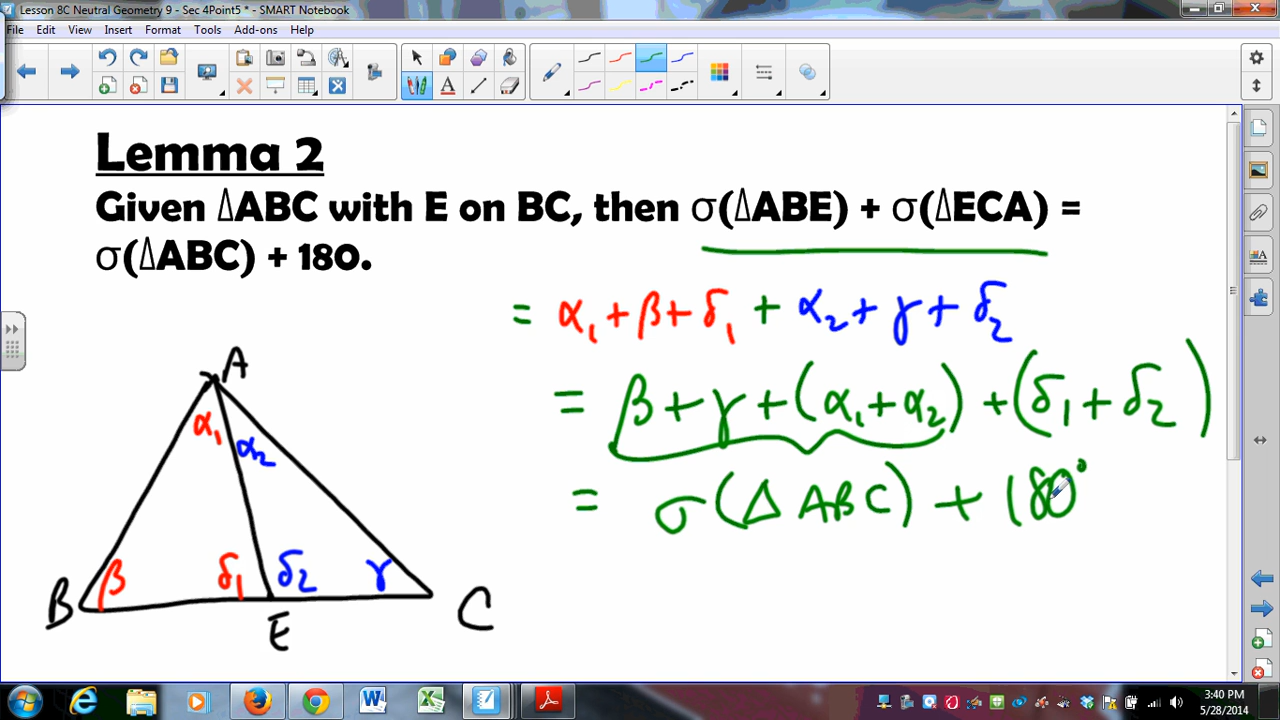 Lesson 8C Neutral Geometry 9 - Sec 4Point5 * - SMART Notebook
File Edit View Insert Format Tools Add-ons Help
Lemma 2
Given ΔABC with E on BC, then σ(ΔABE) + σ(ΔECA) =
σ(ΔABC) + 180.
= α₁ + β + δ₁ + α₂ + γ + δ₂
= β + γ + (α₁ + α₂) + (δ₁ + δ₂)
= σ(Δ ABC) + 180°
A
α₁
α₂
B β δ₁ δ₂ γ C
E
3:40 PM
5/28/2014